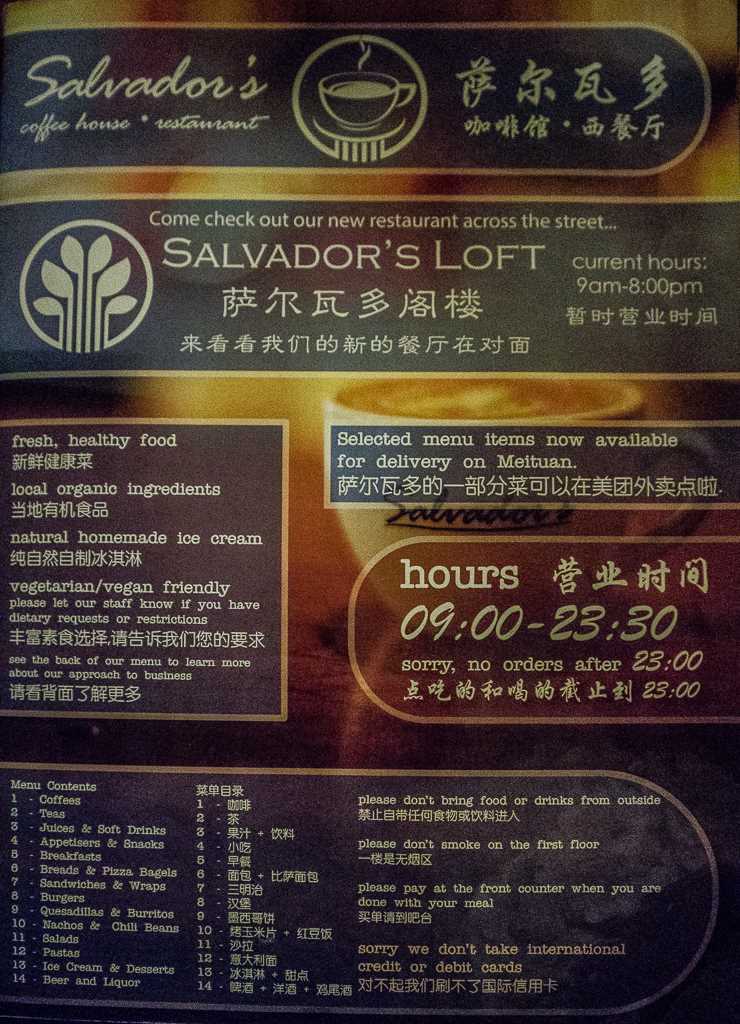 Salvador's
coffee house • restaurant
萨尔瓦多
咖啡馆·西餐厅
Come check out our new restaurant across the street...
SALVADOR'S LOFT
萨尔瓦多阁楼
来看看我们的新的餐厅在对面
current hours:
9am-8:00pm
暂时营业时间
fresh, healthy food
新鲜健康菜
local organic ingredients
当地有机食品
natural homemade ice cream
纯自然自制冰淇淋
vegetarian/vegan friendly
please let our staff know if you have
dietary requests or restrictions
丰富素食选择,请告诉我们您的要求
see the back of our menu to learn more
about our approach to business
请看背面了解更多
Selected menu items now available
for delivery on Meituan.
萨尔瓦多的一部分菜可以在美团外卖点啦.
Salvador's
hours 营业时间
09:00-23:30
sorry, no orders after 23:00
点吃的和喝的截止到 23:00
Menu Contents
1 - Coffees
2 - Teas
3 - Juices & Soft Drinks
4 - Appetisers & Snacks
5 - Breakfasts
6 - Breads & Pizza Bagels
7 - Sandwiches & Wraps
8 - Burgers
9 - Quesadillas & Burritos
10 - Nachos & Chili Beans
11 - Salads
12 - Pastas
13 - Ice Cream & Desserts
14 - Beer and Liquor
菜单目录
1 - 咖啡
2 - 茶
3 - 果汁 + 饮料
4 - 小吃
5 - 早餐
6 - 面包 + 比萨面包
7 - 三明治
8 - 汉堡
9 - 墨西哥饼
10 - 烤玉米片 + 红豆饭
11 - 沙拉
12 - 意大利面
13 - 冰淇淋 + 甜点
14 - 啤酒 + 洋酒 + 鸡尾酒
please don't bring food or drinks from outside
禁止自带任何食物或饮料进入
please don't smoke on the first floor
一楼是无烟区
please pay at the front counter when you are
done with your meal
买单请到吧台
sorry we don't take international
credit or debit cards
对不起我们刷不了国际信用卡